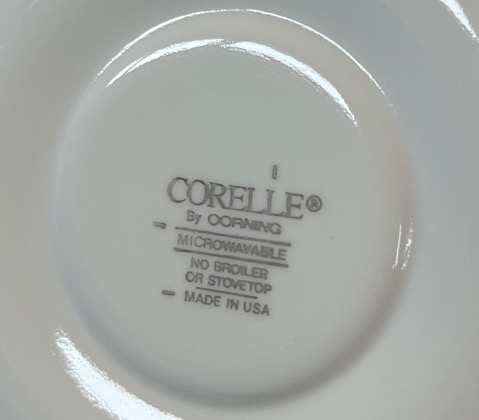 CORELLE®
By CORNING
MICROWAVABLE
NO BROILER
OR STOVETOP
MADE IN USA